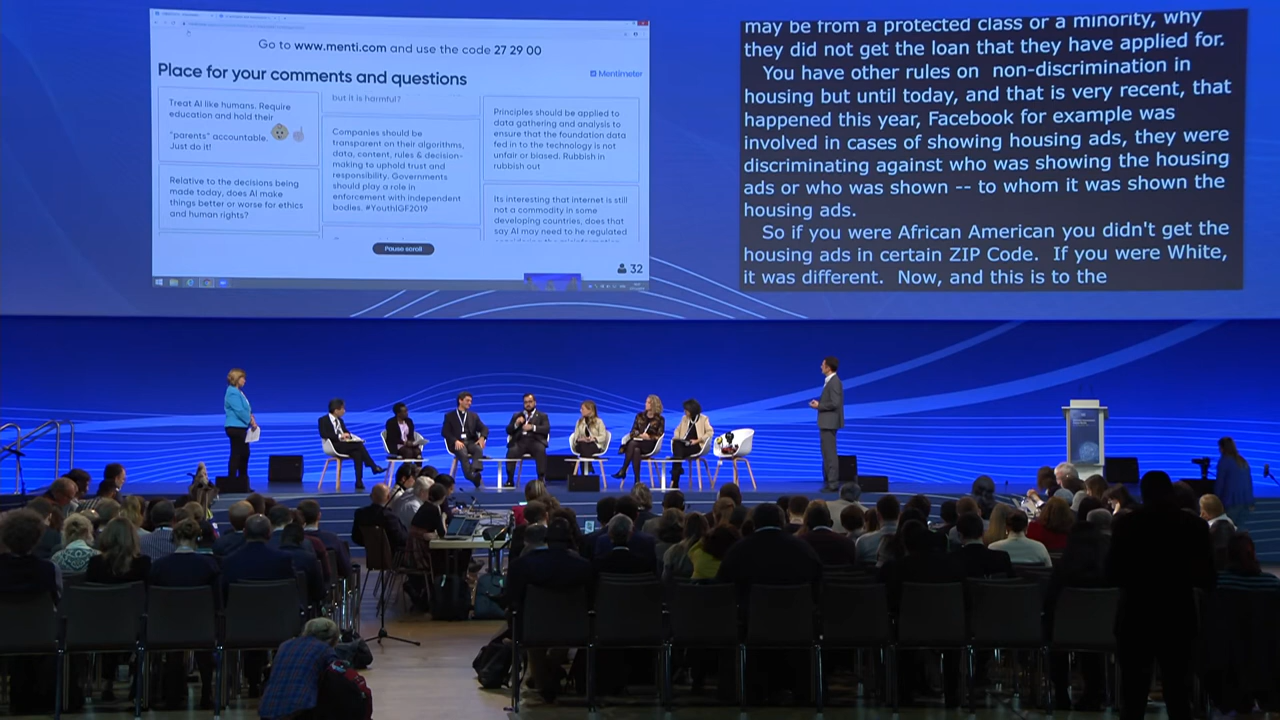 Go to www.menti.com and use the code 27 29 00
Place for your comments and questions
Mentimeter
Treat AI like humans. Require
education and hold their
"parents" accountable.
Just do it!
Relative to the decisions being
made today, does AI make
things better or worse for ethics
and human rights?
but it is harmful?
Companies should be
transparent on their algorithms,
data, content, rules & decision-
making to uphold trust and
responsibility. Governments
should play a role in
enforcement with independent
bodies. #YouthIGF2019
Principles should be applied to
data gathering and analysis to
ensure that the foundation data
fed in to the technology is not
unfair or biased. Rubbish in
rubbish out
Its interesting that internet is still
not a commodity in some
developing countries, does that
say AI may need to be regulated
Pause scroll
32
may be from a protected class or a minority, why
they did not get the loan that they have applied for.
You have other rules on non-discrimination in
housing but until today, and that is very recent, that
happened this year, Facebook for example was
involved in cases of showing housing ads, they were
discriminating against who was showing the housing
ads or who was shown -- to whom it was shown the
housing ads.
So if you were African American you didn't get the
housing ads in certain ZIP Code. If you were White,
it was different. Now, and this is to the